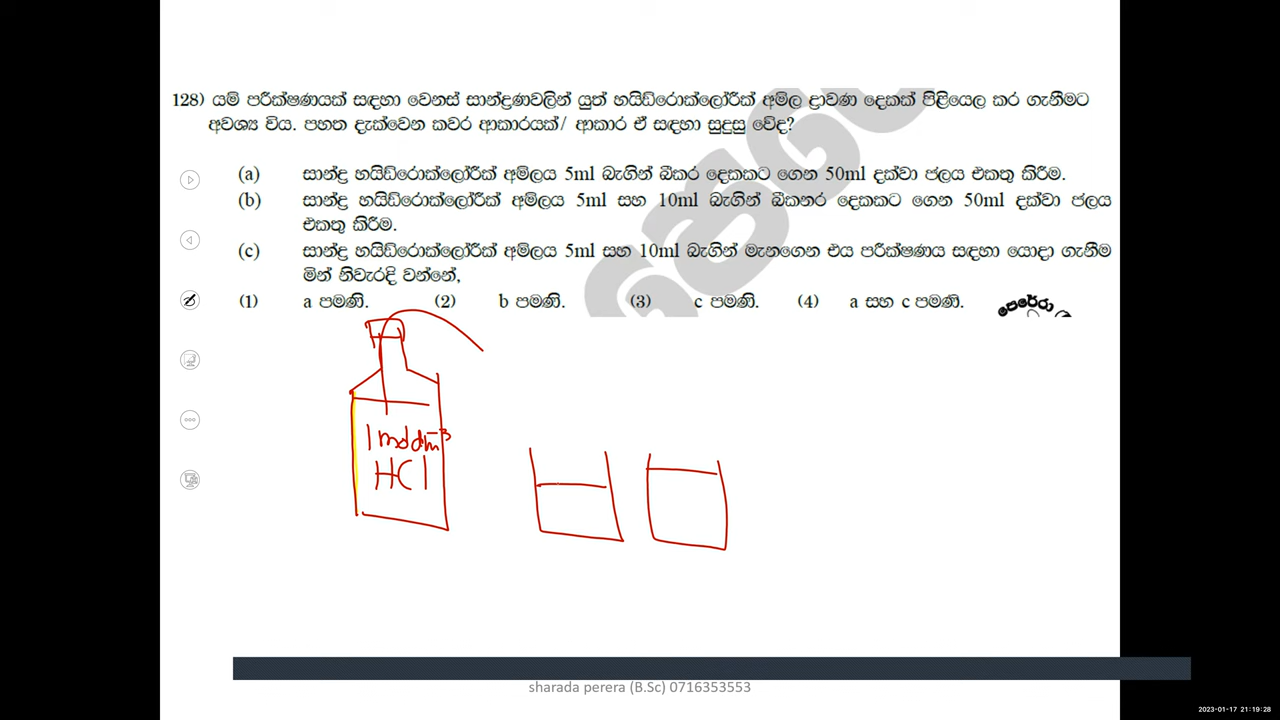 128) යම් පරීක්ෂණයක් සඳහා වෙනස් සාන්ද්‍රණවලින් යුත් හයිඩ්රොක්ලෝරික් අම්ල ද්‍රාවණ දෙකක් පිළියෙල කර ගැනීමට
අවශ්‍ය විය. පහත දැක්වෙන කවර ආකාරයක්/ ආකාර ඒ සඳහා සුදුසු වේද?
(a) සාන්ද්‍ර හයිඩ්රොක්ලෝරික් අම්ලය 5ml බැගින් බීකර දෙකකට ගෙන 50ml දක්වා ජලය එකතු කිරීම.
(b) සාන්ද්‍ර හයිඩ්රොක්ලෝරික් අම්ලය 5ml සහ 10ml බැගින් බීකනර දෙකකට ගෙන 50ml දක්වා ජලය
එකතු කිරීම.
(c) සාන්ද්‍ර හයිඩ්රොක්ලෝරික් අම්ලය 5ml සහ 10ml බැගින් මැනගෙන එය පරීක්ෂණය සඳහා යොදා ගැනීම
මින් නිවැරදි වන්නේ,
(1) a පමණි. (2) b පමණි. (3) c පමණි. (4) a සහ c පමණි.
පෙරේරා
HCl
sharada perera (B.Sc) 0716353553
2023-01-17 21:19:28